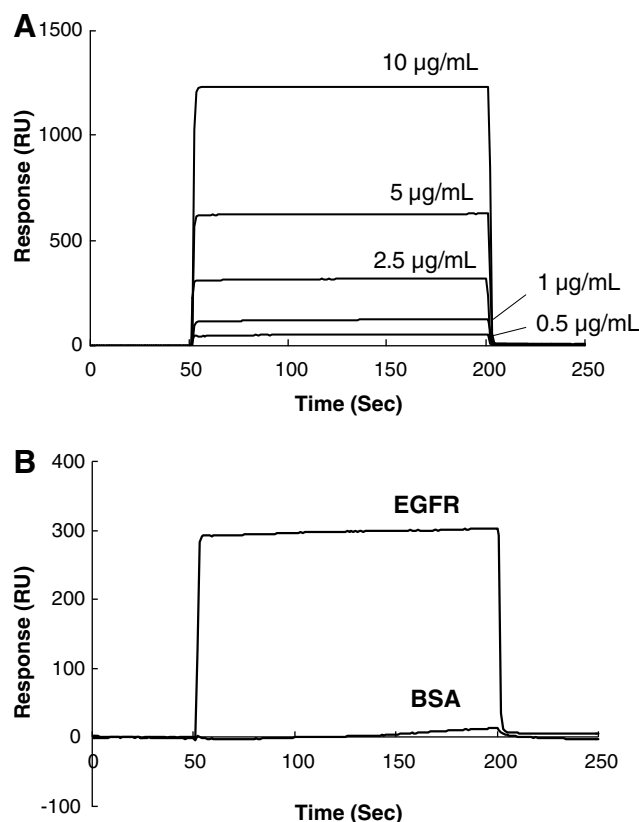 A
1500
10 µg/mL
1000
5 µg/mL
500
2.5 µg/mL
1 µg/mL
0.5 µg/mL
0
0 50 100 150 200 250
Response (RU)
Time (Sec)
B
400
EGFR
300
200
100
BSA
0
0 50 100 150 200 250
-100
Response (RU)
Time (Sec)